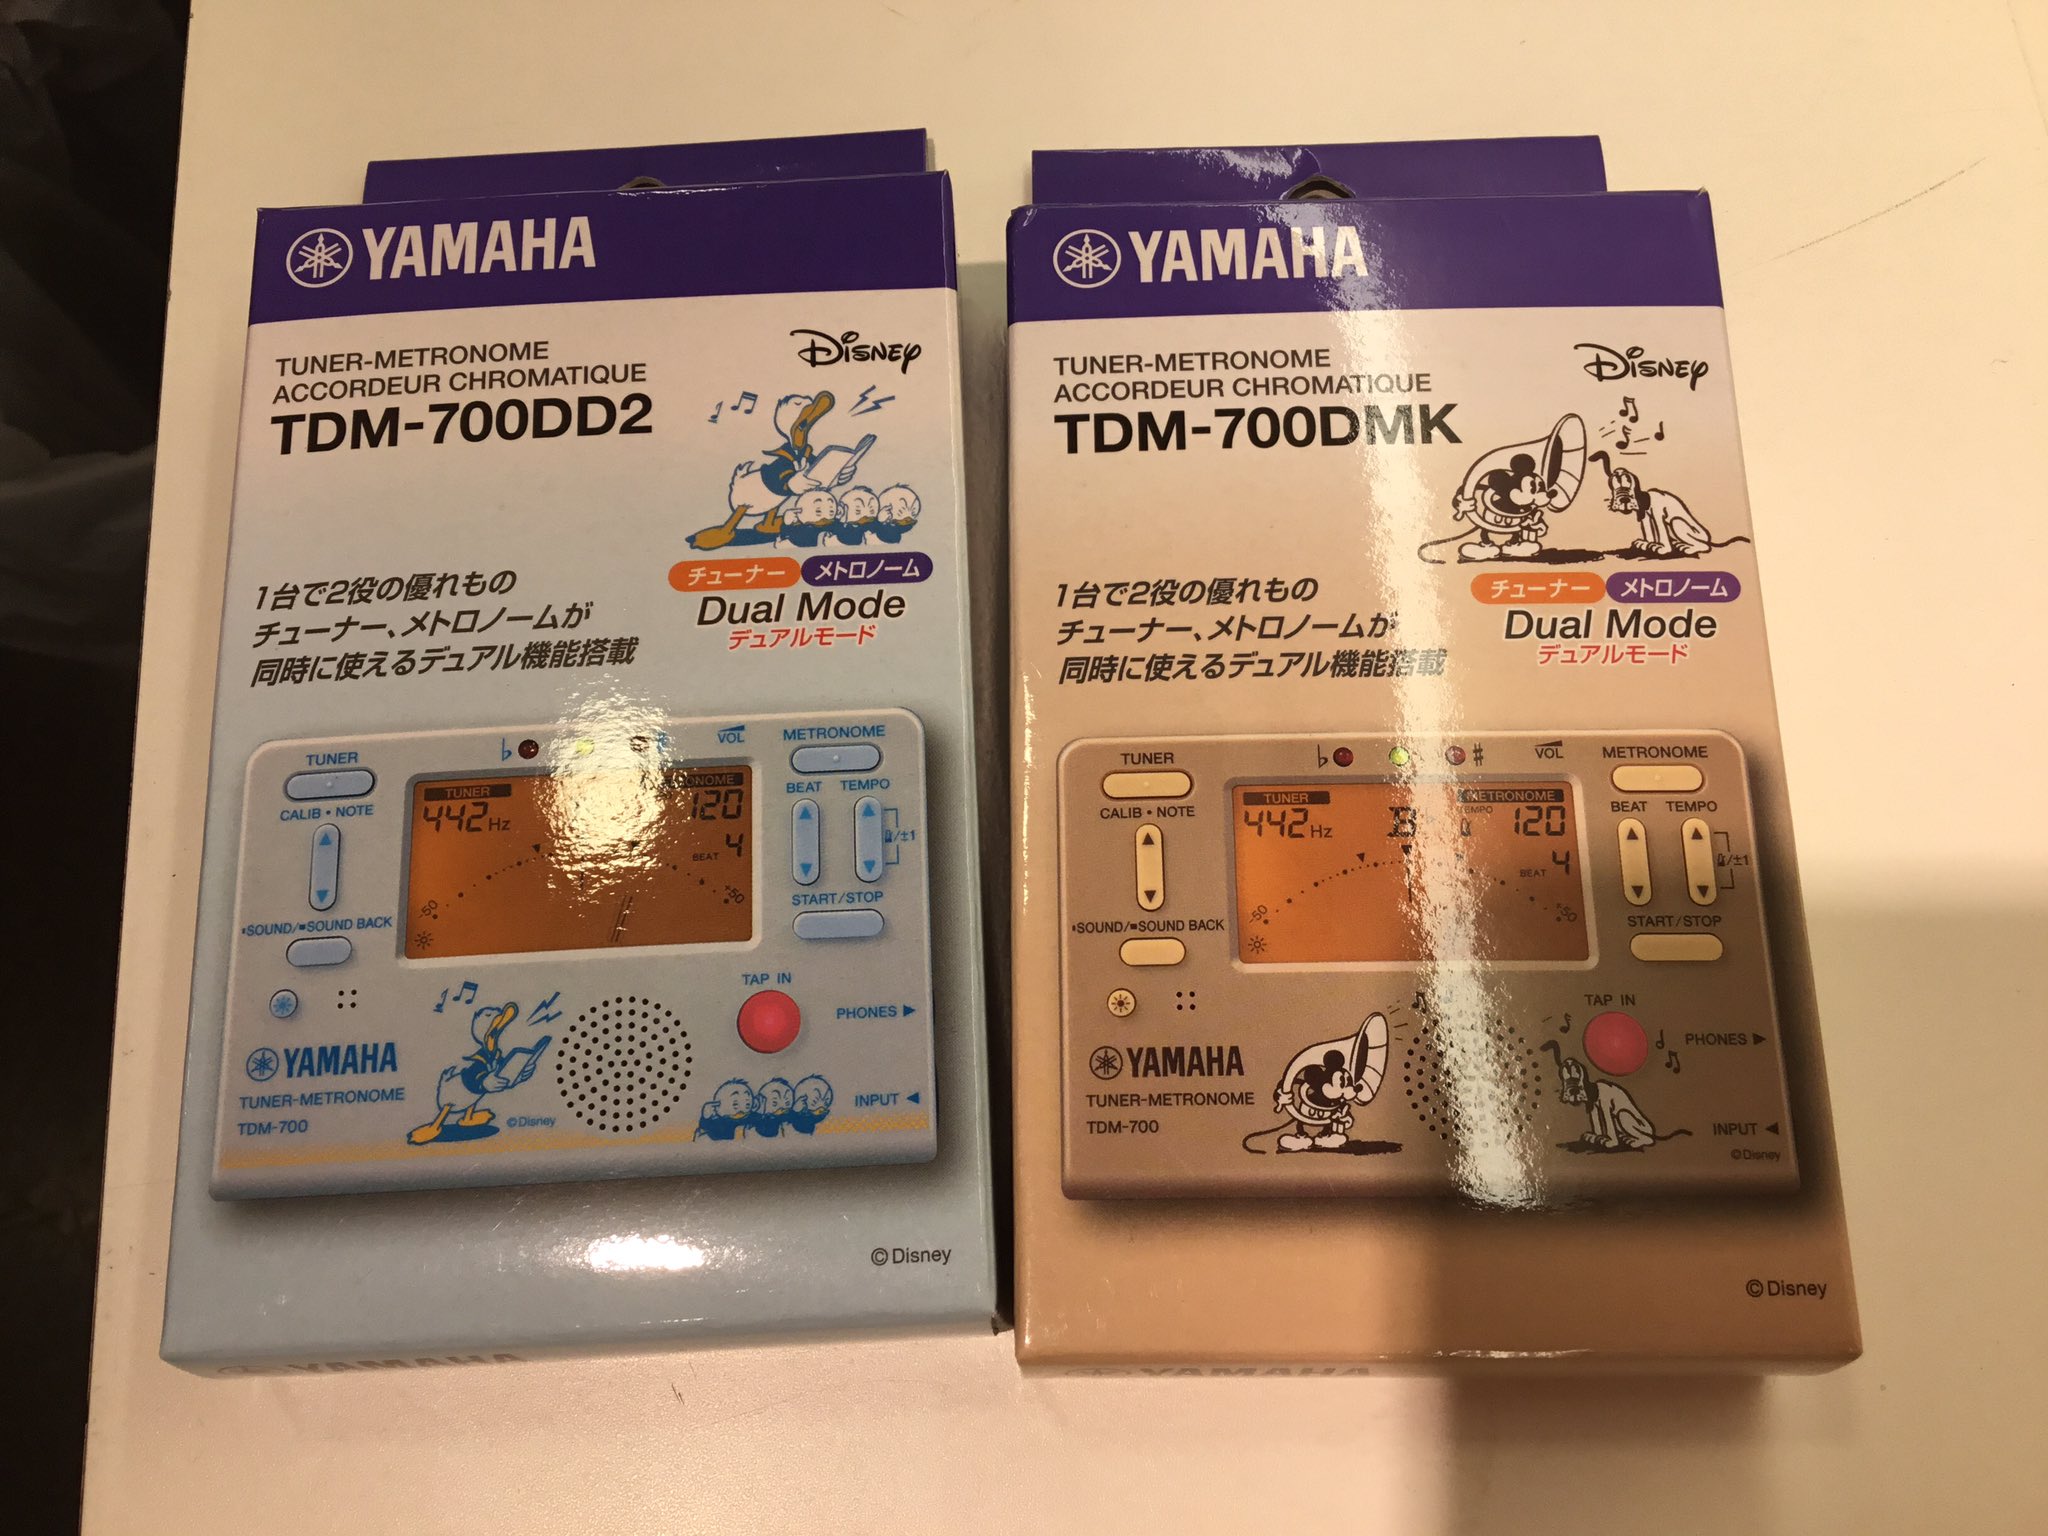 YAMAHA
TUNER-METRONOME
ACCORDEUR CHROMATIQUE
TDM-700DD2
Disney
1台で2役の優れもの
チューナー、メトロノームが
同時に使えるデュアル機能搭載
チューナー メトロノーム
Dual Mode
デュアルモード
TUNER
♭
VOL
METRONOME
CALIB・NOTE
BEAT TEMPO
TUNER
442Hz
120
BEAT 4
-50
+50
/±1
SOUND/SOUND BACK
START/STOP
TAP IN
PHONES ▶
YAMAHA
TUNER-METRONOME
TDM-700
©Disney
INPUT ◀
©Disney
YAMAHA
YAMAHA
TUNER-METRONOME
ACCORDEUR CHROMATIQUE
TDM-700DMK
Disney
1台で2役の優れもの
チューナー、メトロノームが
同時に使えるデュアル機能搭載
チューナー メトロノーム
Dual Mode
デュアルモード
TUNER
♭
♯
VOL
METRONOME
CALIB・NOTE
BEAT TEMPO
TUNER
METRONOME
442Hz
B
TEMPO
120
BEAT 4
-50
+50
/±1
SOUND/SOUND BACK
START/STOP
TAP IN
PHONES ▶
YAMAHA
TUNER-METRONOME
TDM-700
INPUT ◀
©Disney
©Disney
YAMAHA